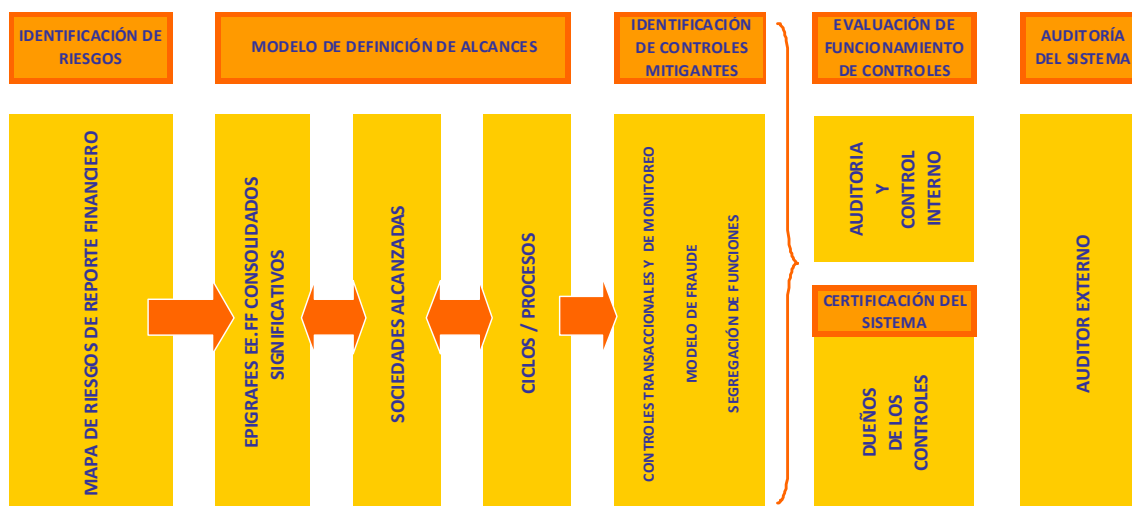 IDENTIFICACIÓN DE
RIESGOS
MODELO DE DEFINICIÓN DE ALCANCES
IDENTIFICACIÓN
DE CONTROLES
MITIGANTES
EVALUACIÓN DE
FUNCIONAMIENTO
DE CONTROLES
AUDITORÍA
DEL SISTEMA
MAPA DE RIESGOS DE REPORTE FINANCIERO
EPIGRAFES EE.FF CONSOLIDADOS
SIGNIFICATIVOS
SOCIEDADES ALCANZADAS
CICLOS / PROCESOS
CONTROLES TRANSACCIONALES Y DE MONITOREO
MODELO DE FRAUDE
SEGREGACIÓN DE FUNCIONES
AUDITORIA
Y
CONTROL
INTERNO
CERTIFICACIÓN DEL
SISTEMA
DUEÑOS
DE LOS
CONTROLES
AUDITOR EXTERNO